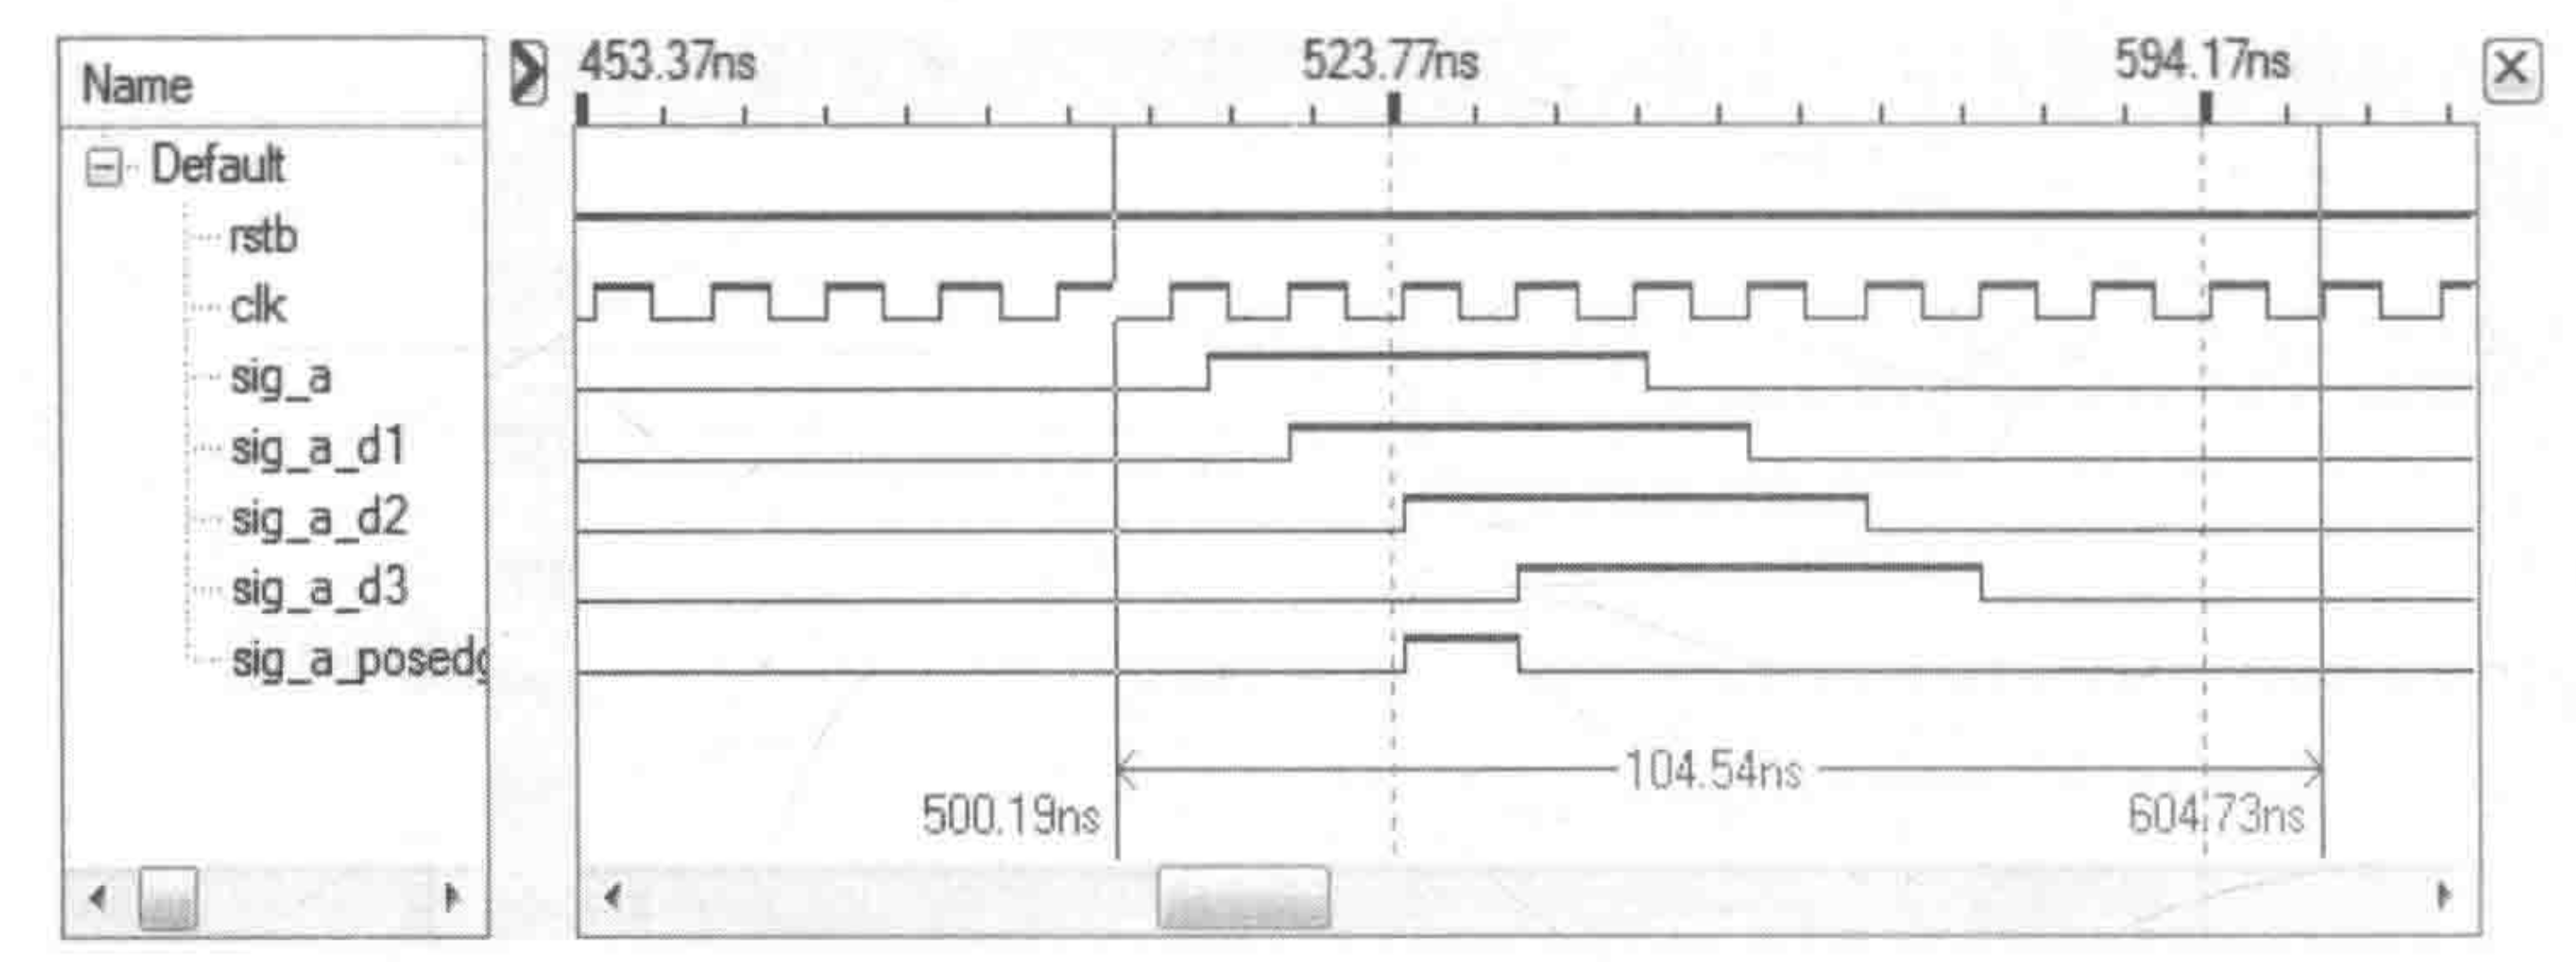 Name
453.37ns 523.77ns 594.17ns
Default
rstb
clk
sig_a
sig_a_d1
sig_a_d2
sig_a_d3
sig_a_posedg
104.54ns
500.19ns 604.73ns